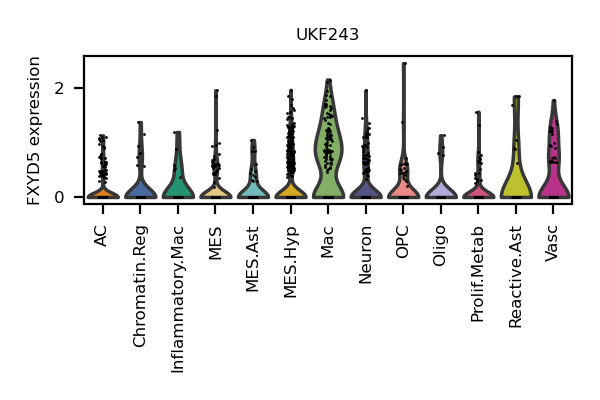 UKF243
FXYD5 expression
2
0
AC
Chromatin.Reg
Inflammatory.Mac
MES
MES.Ast
MES.Hyp
Mac
Neuron
OPC
Oligo
Prolif.Metab
Reactive.Ast
Vasc